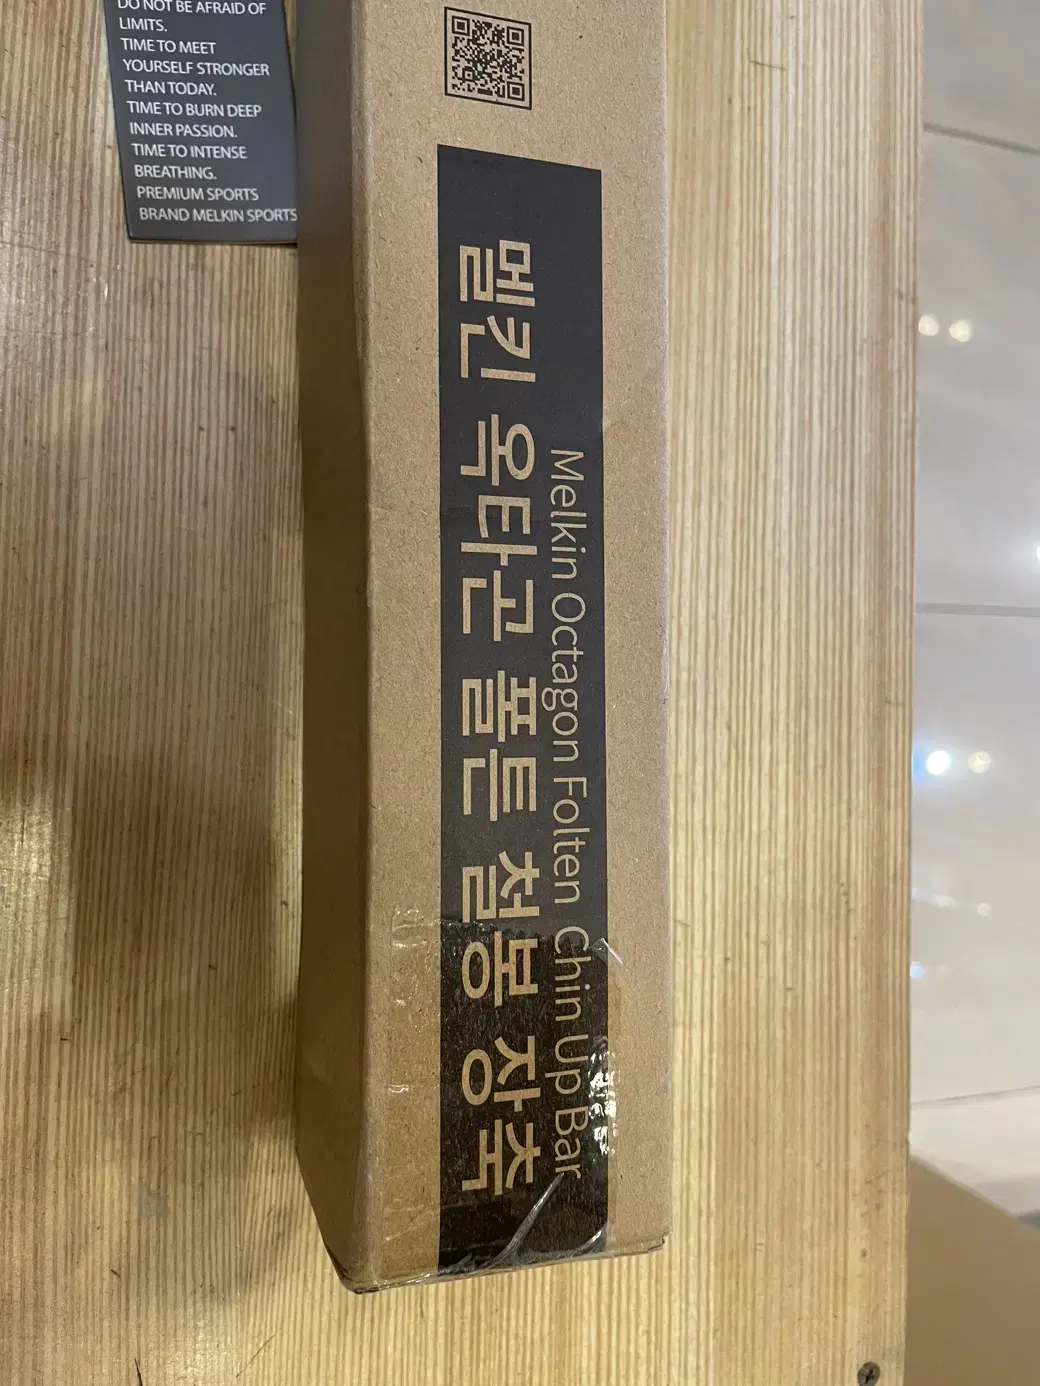 DO NOT BE AFRAID OF
LIMITS.
TIME TO MEET
YOURSELF STRONGER
THAN TODAY.
TIME TO BURN DEEP
INNER PASSION.
TIME TO INTENSE
BREATHING.
PREMIUM SPORTS
BRAND MELKIN SPORTS
Melkin Octagon Folten Chin Up Bar
멜킨 옥타곤 폴튼 철봉 장축